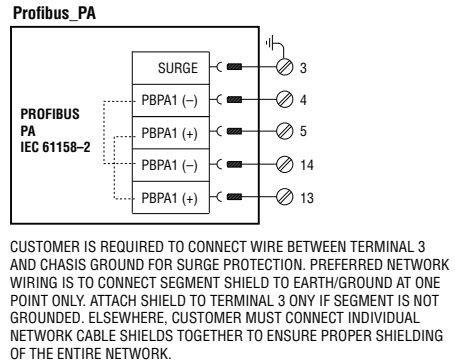 Profibus_PA
SURGE
3
PBPA1 (–)
4
PROFIBUS
PA
IEC 61158–2
PBPA1 (+)
5
PBPA1 (–)
14
PBPA1 (+)
13
CUSTOMER IS REQUIRED TO CONNECT WIRE BETWEEN TERMINAL 3
AND CHASIS GROUND FOR SURGE PROTECTION. PREFERRED NETWORK
WIRING IS TO CONNECT SEGMENT SHIELD TO EARTH/GROUND AT ONE
POINT ONLY. ATTACH SHIELD TO TERMINAL 3 ONY IF SEGMENT IS NOT
GROUNDED. ELSEWHERE, CUSTOMER MUST CONNECT INDIVIDUAL
NETWORK CABLE SHIELDS TOGETHER TO ENSURE PROPER SHIELDING
OF THE ENTIRE NETWORK.